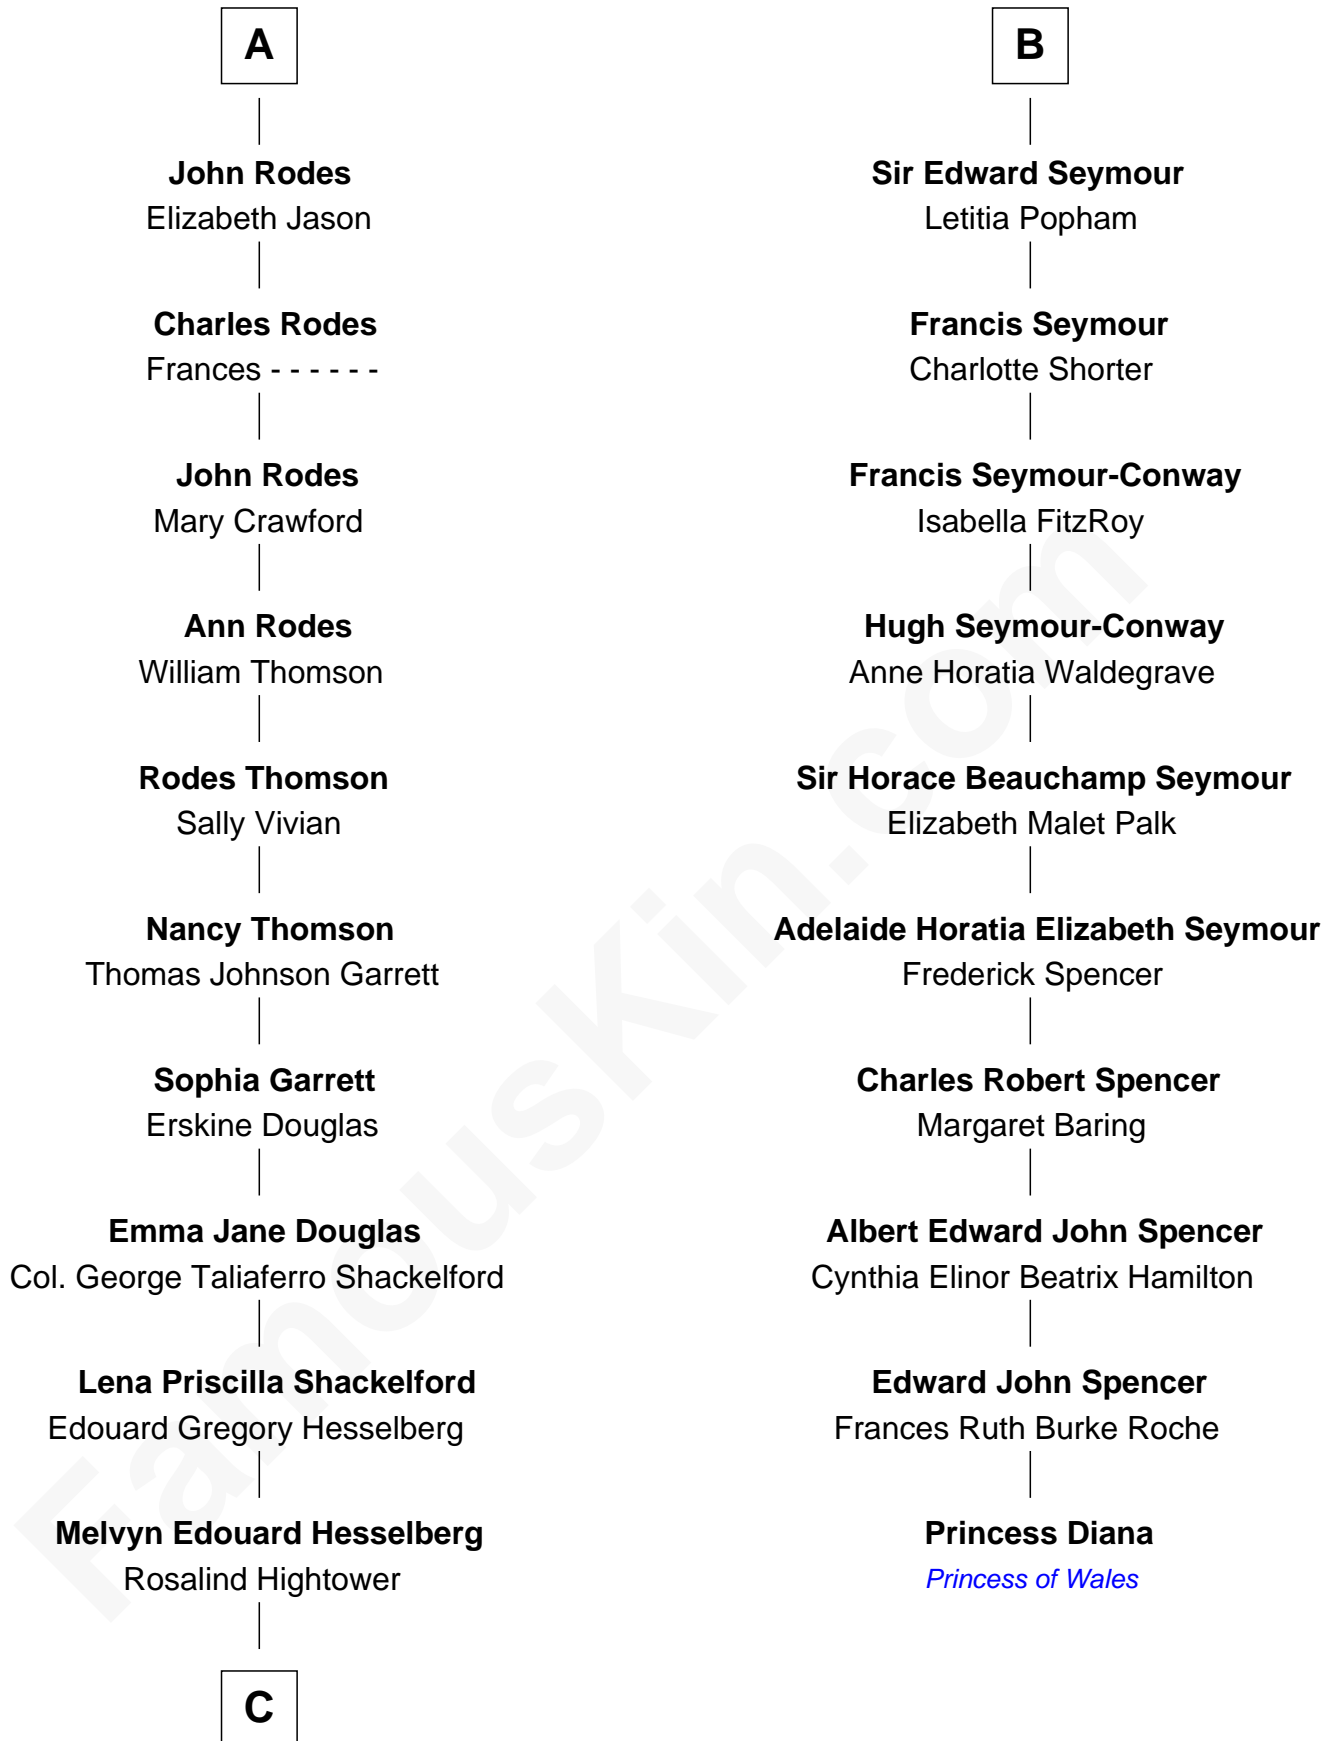 A
John Rodes
Elizabeth Jason
Charles Rodes
Frances - - - - - -
John Rodes
Mary Crawford
Ann Rodes
William Thomson
Rodes Thomson
Sally Vivian
Nancy Thomson
Thomas Johnson Garrett
Sophia Garrett
Erskine Douglas
Emma Jane Douglas
Col. George Taliaferro Shackelford
Lena Priscilla Shackelford
Edouard Gregory Hesselberg
Melvyn Edouard Hesselberg
Rosalind Hightower
C
B
Sir Edward Seymour
Letitia Popham
Francis Seymour
Charlotte Shorter
Francis Seymour-Conway
Isabella FitzRoy
Hugh Seymour-Conway
Anne Horatia Waldegrave
Sir Horace Beauchamp Seymour
Elizabeth Malet Palk
Adelaide Horatia Elizabeth Seymour
Frederick Spencer
Charles Robert Spencer
Margaret Baring
Albert Edward John Spencer
Cynthia Elinor Beatrix Hamilton
Edward John Spencer
Frances Ruth Burke Roche
Princess Diana
Princess of Wales
FamousKin.com